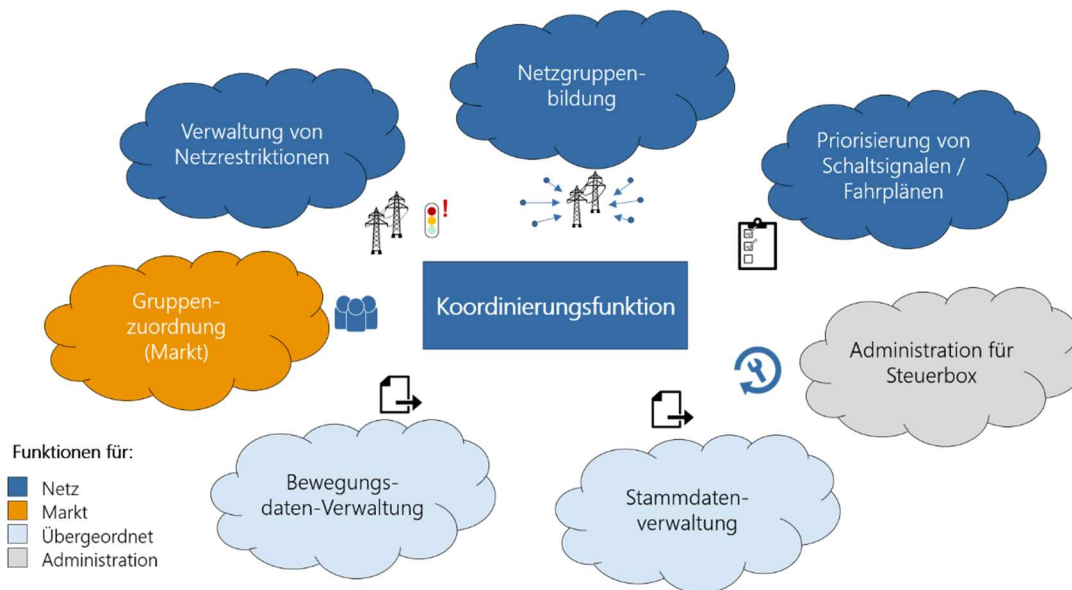 Netzgruppen-
bildung
Verwaltung von
Netzrestriktionen
Priorisierung von
Schaltsignalen /
Fahrplänen
!
Gruppen-
zuordnung
(Markt)
Koordinierungsfunktion
Administration für
Steuerbox
Bewegungs-
daten-Verwaltung
Stammdaten-
verwaltung
Funktionen für:
Netz
Markt
Übergeordnet
Administration